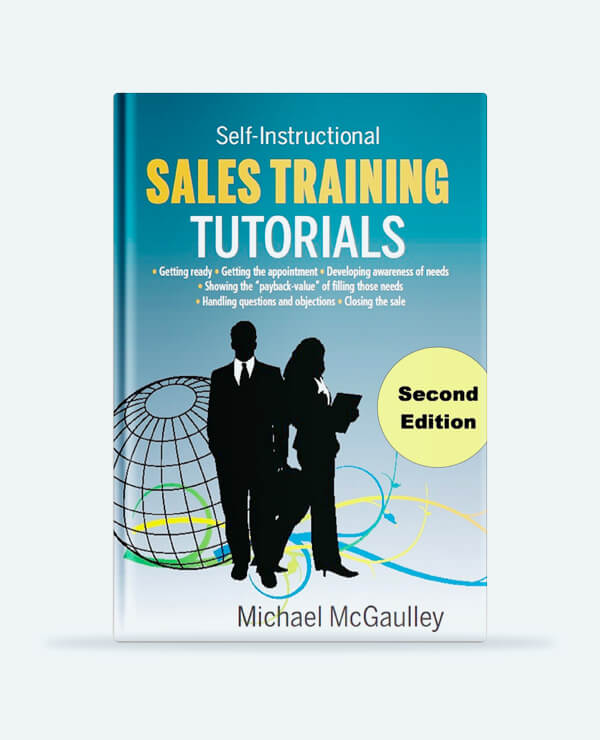 Self-Instructional
SALES TRAINING
TUTORIALS
• Getting ready • Getting the appointment • Developing awareness of needs
• Showing the "payback-value" of filling those needs
• Handling questions and objections • Closing the sale
Second
Edition
Michael McGaulley